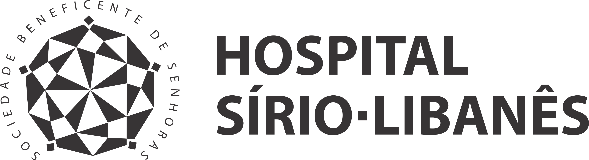 SOCIEDADE BENEFICENTE DE SENHORAS
HOSPITAL
SÍRIO·LIBANÊS